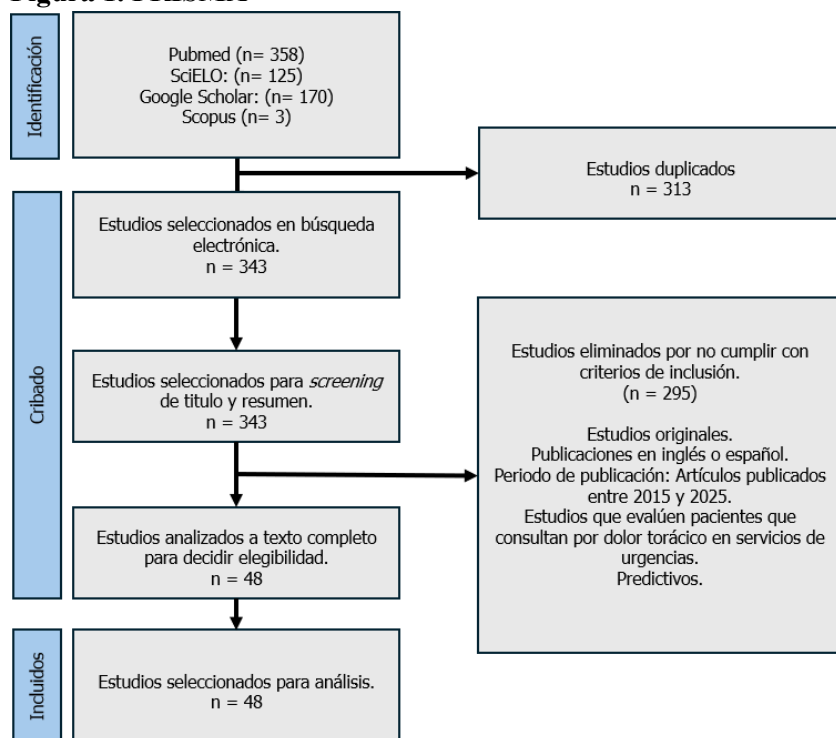 Identificación
Pubmed (n= 358)
SciELO: (n= 125)
Google Scholar: (n= 170)
Scopus (n= 3)
Estudios duplicados
n = 313
Cribado
Estudios seleccionados en búsqueda
electrónica.
n = 343
Estudios seleccionados para screening
de titulo y resumen.
n = 343
Estudios eliminados por no cumplir con
criterios de inclusión.
(n = 295)
Estudios originales.
Publicaciones en inglés o español.
Periodo de publicación: Artículos publicados
entre 2015 y 2025.
Estudios que evalúen pacientes que
consultan por dolor torácico en servicios de
urgencias.
Predictivos.
Estudios analizados a texto completo
para decidir elegibilidad.
n = 48
Incluidos
Estudios seleccionados para análisis.
n = 48